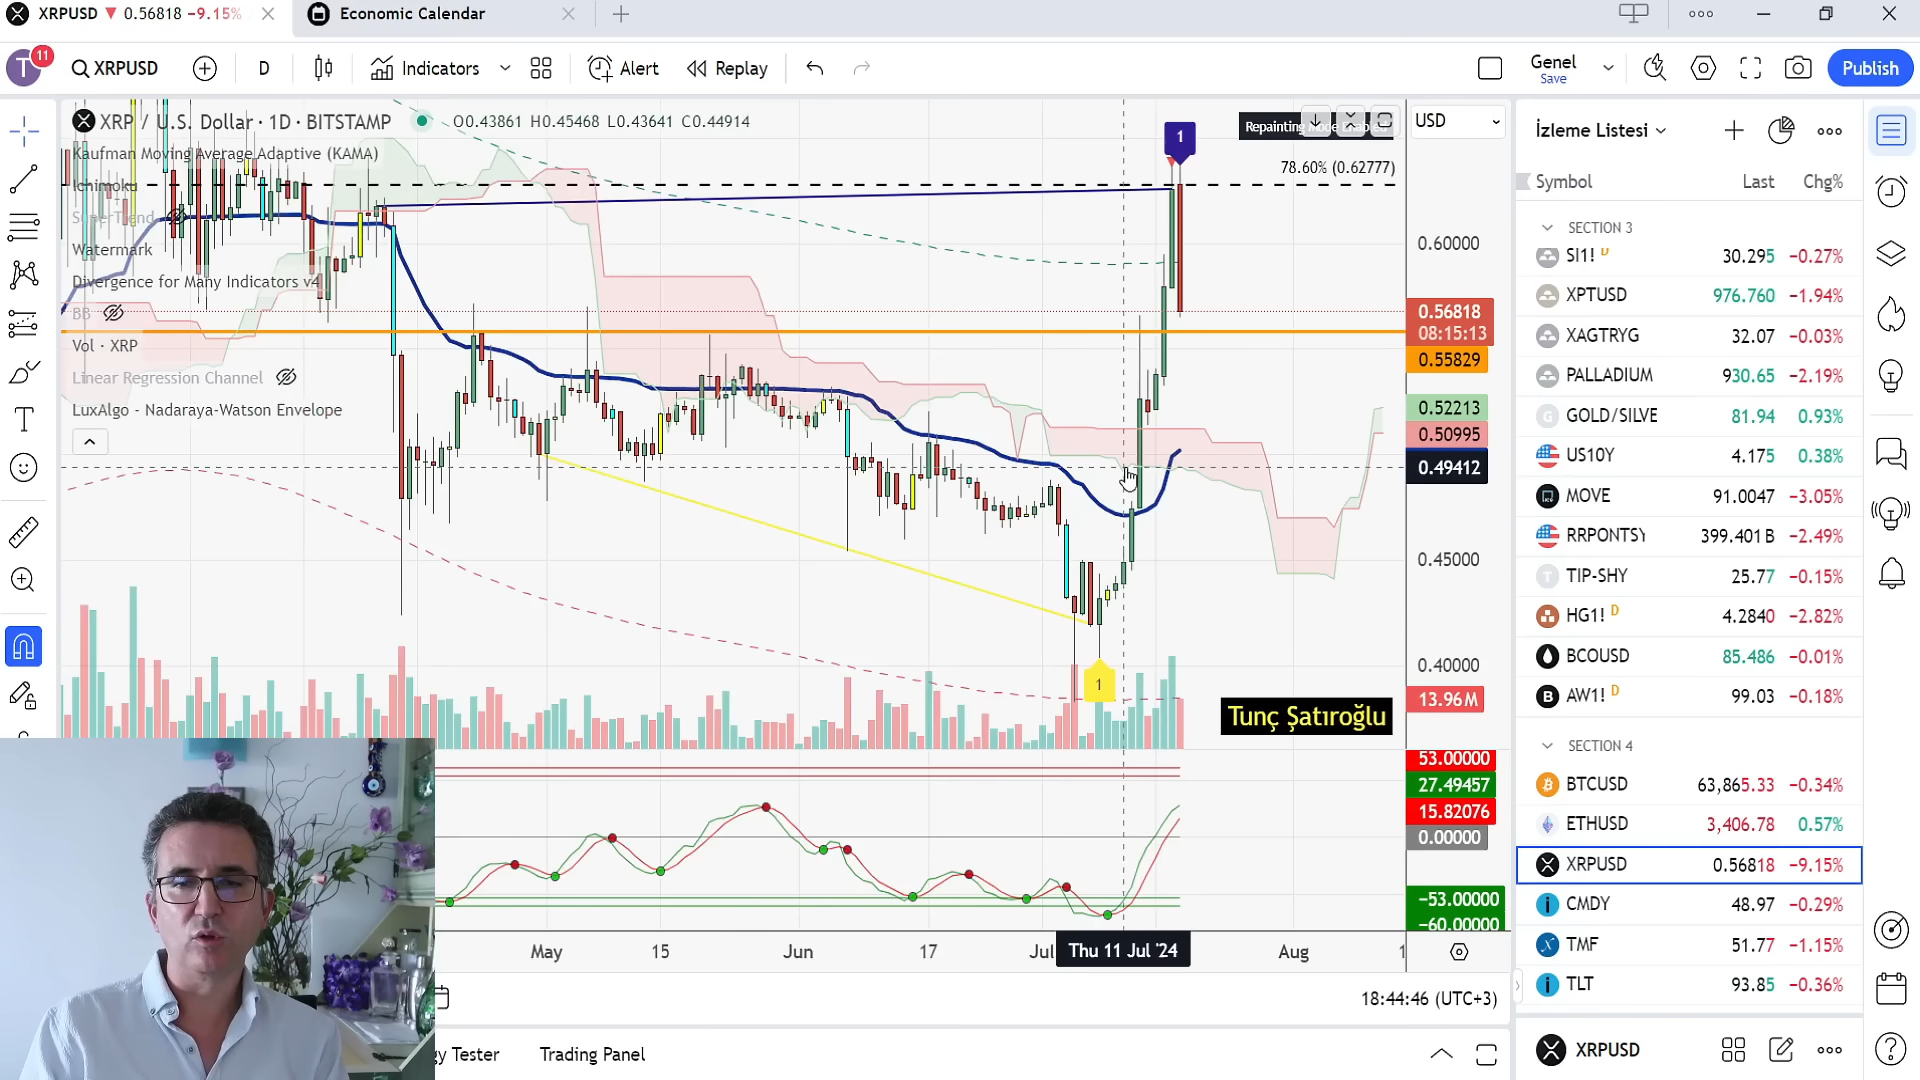 XRPUSD ▼ 0.56818 −9.15%
Economic Calendar
T 11
XRPUSD
D
Indicators
Alert
Replay
Genel
Save
Publish
XRP / U.S. Dollar · 1D · BITSTAMP
O0.43861 H0.45468 L0.43641 C0.44914
Kaufman Moving Average Adaptive (KAMA)
Ichimoku
SuperTrend
Watermark
Divergence for Many Indicators v4
BB
Vol · XRP
Linear Regression Channel
LuxAlgo - Nadaraya-Watson Envelope
Repainting Mode Enabled
1
78.60% (0.62777)
1
Tunç Şatıroğlu
USD
0.60000
0.56818
08:15:13
0.55829
0.52213
0.50995
0.49412
0.45000
0.40000
13.96M
53.00000
27.49457
15.82076
0.00000
−53.00000
−60.00000
May
15
Jun
17
Jul
Thu 11 Jul '24
Aug
1
18:44:46 (UTC+3)
gy Tester
Trading Panel
İzleme Listesi
Symbol Last Chg%
SECTION 3
SI1! D 30.295 −0.27%
XPTUSD 976.760 −1.94%
XAGTRYG 32.07 −0.03%
PALLADIUM 930.65 −2.19%
G GOLD/SILVE 81.94 0.93%
US10Y 4.175 0.38%
MOVE 91.0047 −3.05%
RRPONTSY 399.401 B −2.49%
T TIP-SHY 25.77 −0.15%
HG1! D 4.2840 −2.82%
BCOUSD 85.486 −0.01%
B AW1! D 99.03 −0.18%
SECTION 4
BTCUSD 63,865.33 −0.34%
ETHUSD 3,406.78 0.57%
XRPUSD 0.56818 −9.15%
CMDY 48.97 −0.29%
TMF 51.77 −1.15%
TLT 93.85 −0.36%
XRPUSD